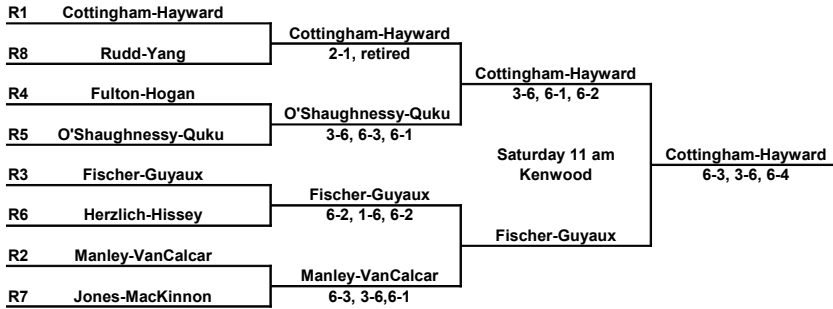 R1 Cottingham-Hayward
Cottingham-Hayward
R8 Rudd-Yang
2-1, retired
Cottingham-Hayward
R4 Fulton-Hogan
3-6, 6-1, 6-2
O'Shaughnessy-Quku
R5 O'Shaughnessy-Quku
3-6, 6-3, 6-1
Saturday 11 am
Kenwood
Cottingham-Hayward
6-3, 3-6, 6-4
R3 Fischer-Guyaux
Fischer-Guyaux
R6 Herzlich-Hissey
6-2, 1-6, 6-2
Fischer-Guyaux
R2 Manley-VanCalcar
Manley-VanCalcar
R7 Jones-MacKinnon
6-3, 3-6,6-1